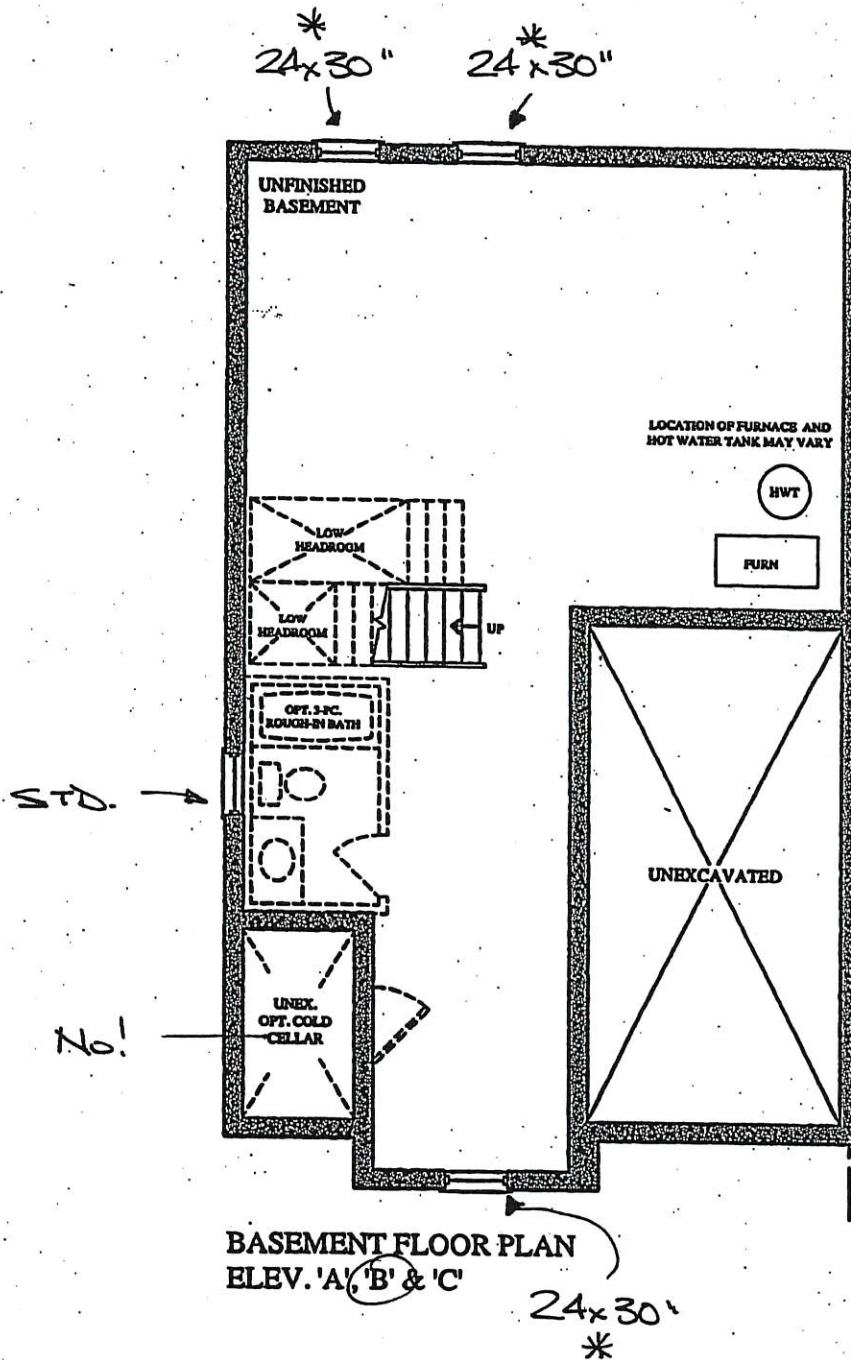 * *
24x30" 24x30"
UNFINISHED
BASEMENT
LOCATION OF FURNACE AND
HOT WATER TANK MAY VARY
HWT
LOW
HEADROOM
FURN
LOW
HEADROOM
UP
OPT. 3-PC.
ROUGH-IN BATH
STD.
UNEXCAVATED
UNEX.
OPT. COLD
CELLAR
No!
BASEMENT FLOOR PLAN
ELEV. 'A', 'B' & 'C'
24x30"
*